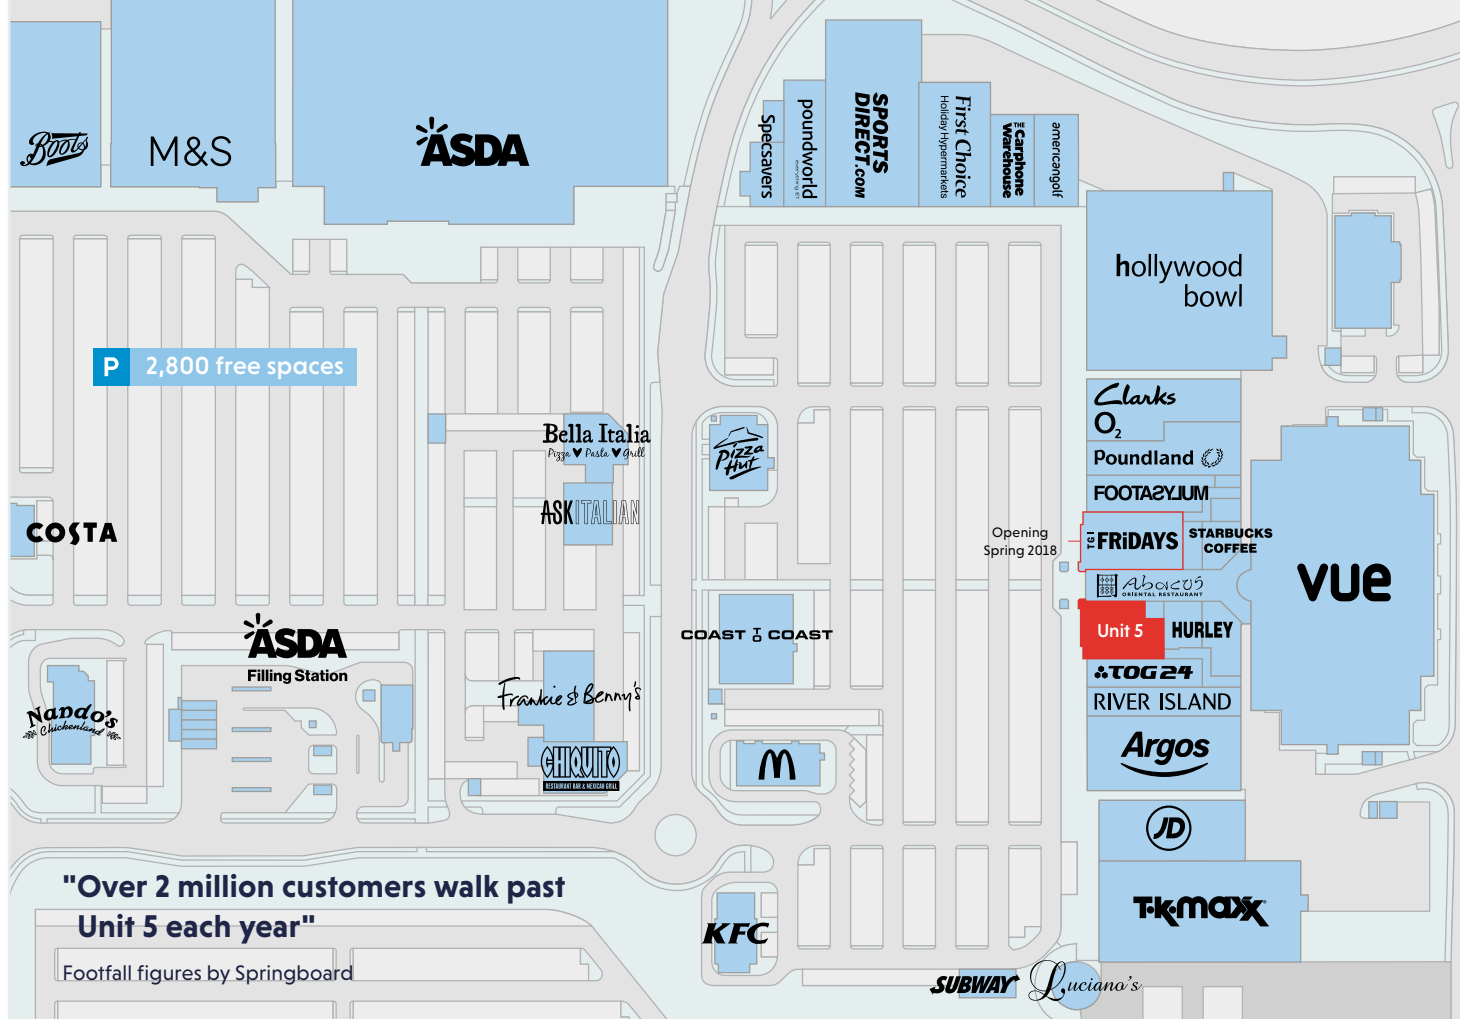 Boots
M&S
ASDA
Specsavers
poundworld
everything £1
SPORTS
DIRECT.COM
First Choice
Holiday Hypermarkets
THE Carphone
Warehouse
americangolf
hollywood
bowl
P 2,800 free spaces
Clarks
O2
Bella Italia
Pizza ♥ Pasta ♥ Grill
Pizza
Hut
Poundland
FOOTASYLUM
ASK ITALIAN
COSTA
Opening
Spring 2018
TGI FRiDAYS
STARBUCKS
COFFEE
Abacus
ORIENTAL RESTAURANT
vue
ASDA
Filling Station
COAST TO COAST
Unit 5
HURLEY
TOG24
RIVER ISLAND
Frankie & Benny's
Nando's
Chickenland
Argos
CHIQUITO
RESTAURANT BAR & MEXICAN GRILL
M
JD
"Over 2 million customers walk past
Unit 5 each year"
T·K·maxx
KFC
Footfall figures by Springboard
SUBWAY
Luciano's